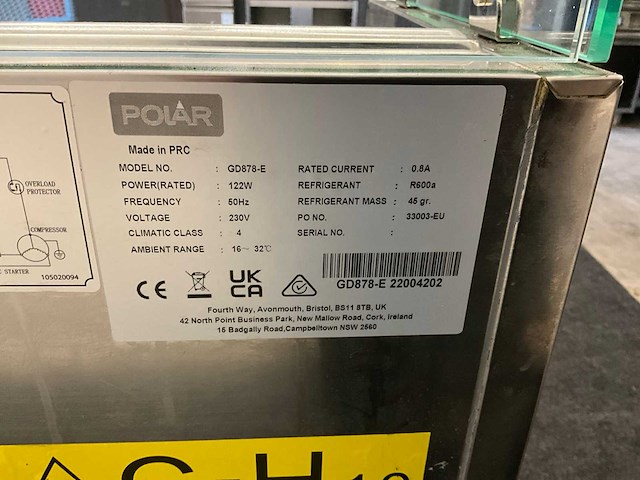 POLAR
Made in PRC
MODEL NO. : GD878-E
POWER(RATED) : 122W
FREQUENCY : 50Hz
VOLTAGE : 230V
CLIMATIC CLASS : 4
AMBIENT RANGE : 16~ 32℃
RATED CURRENT : 0.8A
REFRIGERANT : R600a
REFRIGERANT MASS : 45 gr.
PO NO. : 33003-EU
SERIAL NO. :
GD878-E 22004202
CE
UK
CA
Fourth Way, Avonmouth, Bristol, BS11 8TB, UK
42 North Point Business Park, New Mallow Road, Cork, Ireland
15 Badgally Road,Campbelltown NSW 2560
OVERLOAD
PROTECTOR
COMPRESSOR
STARTER
105020094